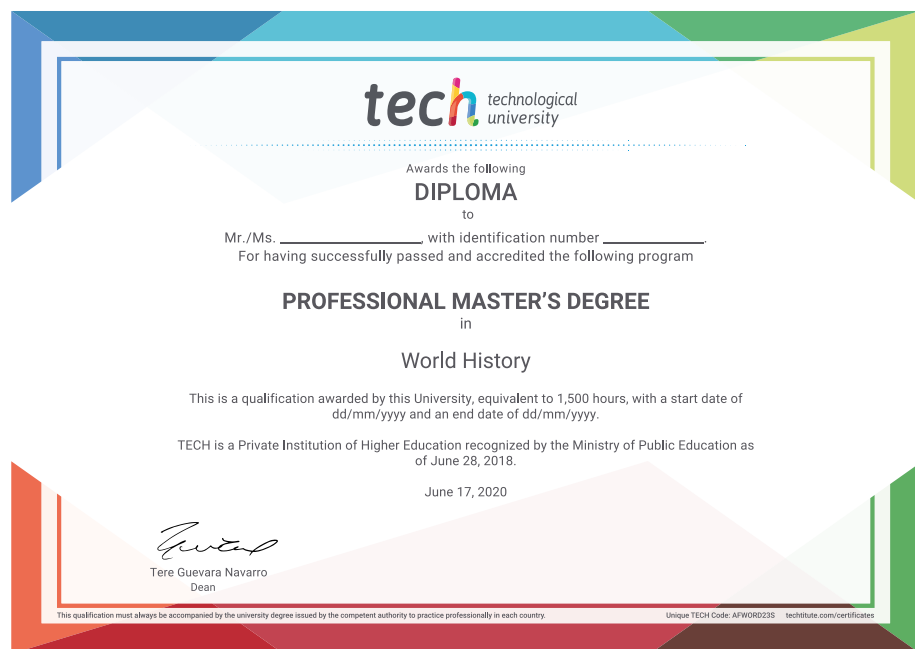 tech technological
university
Awards the following
DIPLOMA
to
Mr./Ms. ____________________, with identification number ______________.
For having successfully passed and accredited the following program
PROFESSIONAL MASTER'S DEGREE
in
World History
This is a qualification awarded by this University, equivalent to 1,500 hours, with a start date of
dd/mm/yyyy and an end date of dd/mm/yyyy.
TECH is a Private Institution of Higher Education recognized by the Ministry of Public Education as
of June 28, 2018.
June 17, 2020
Tere Guevara Navarro
Dean
This qualification must always be accompanied by the university degree issued by the competent authority to practice professionally in each country. Unique TECH Code: AFWORD23S techtitute.com/certificates